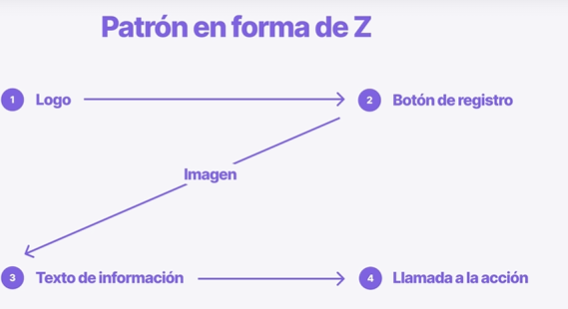 Patrón en forma de Z
1 Logo
2 Botón de registro
Imagen
3 Texto de información
4 Llamada a la acción